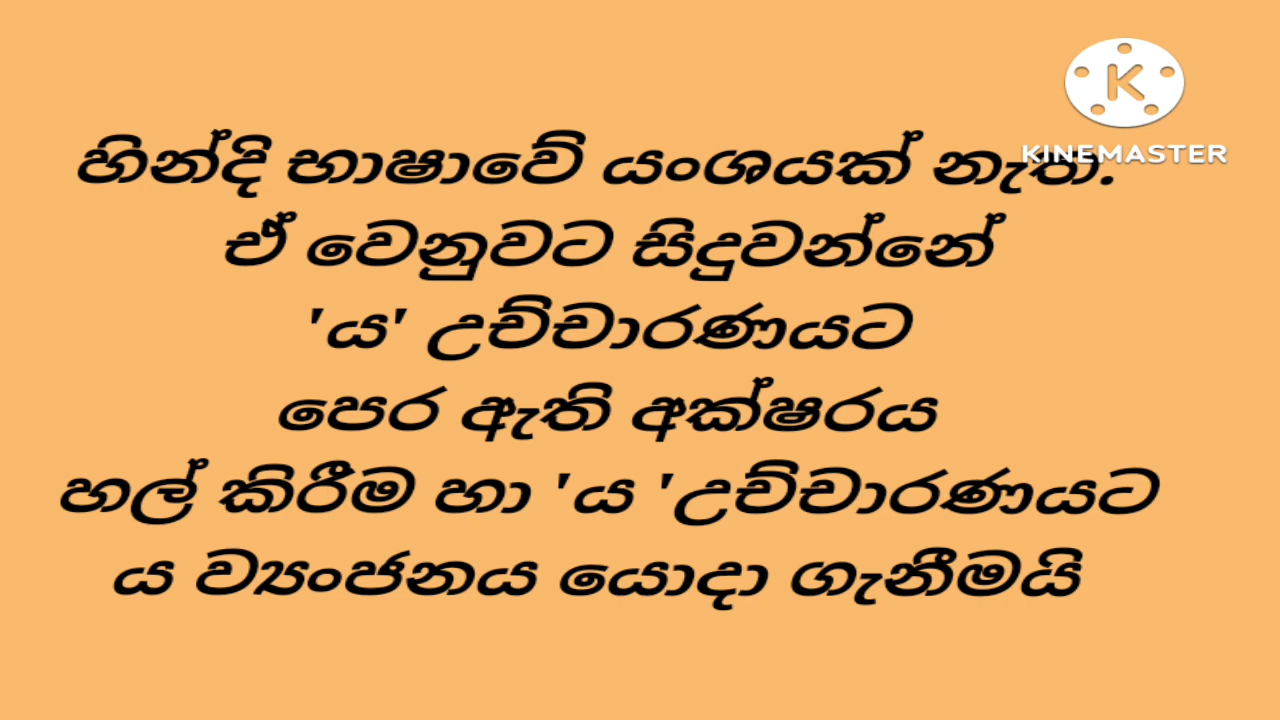 KINEMASTER
හින්දි භාෂාවේ යංශයක් නැත.
ඒ වෙනුවට සිදුවන්නේ
'ය' උච්චාරණයට
පෙර ඇති අක්ෂරය
හල් කිරීම හා 'ය 'උච්චාරණයට
ය ව්‍යංජනය යොදා ගැනීමයි